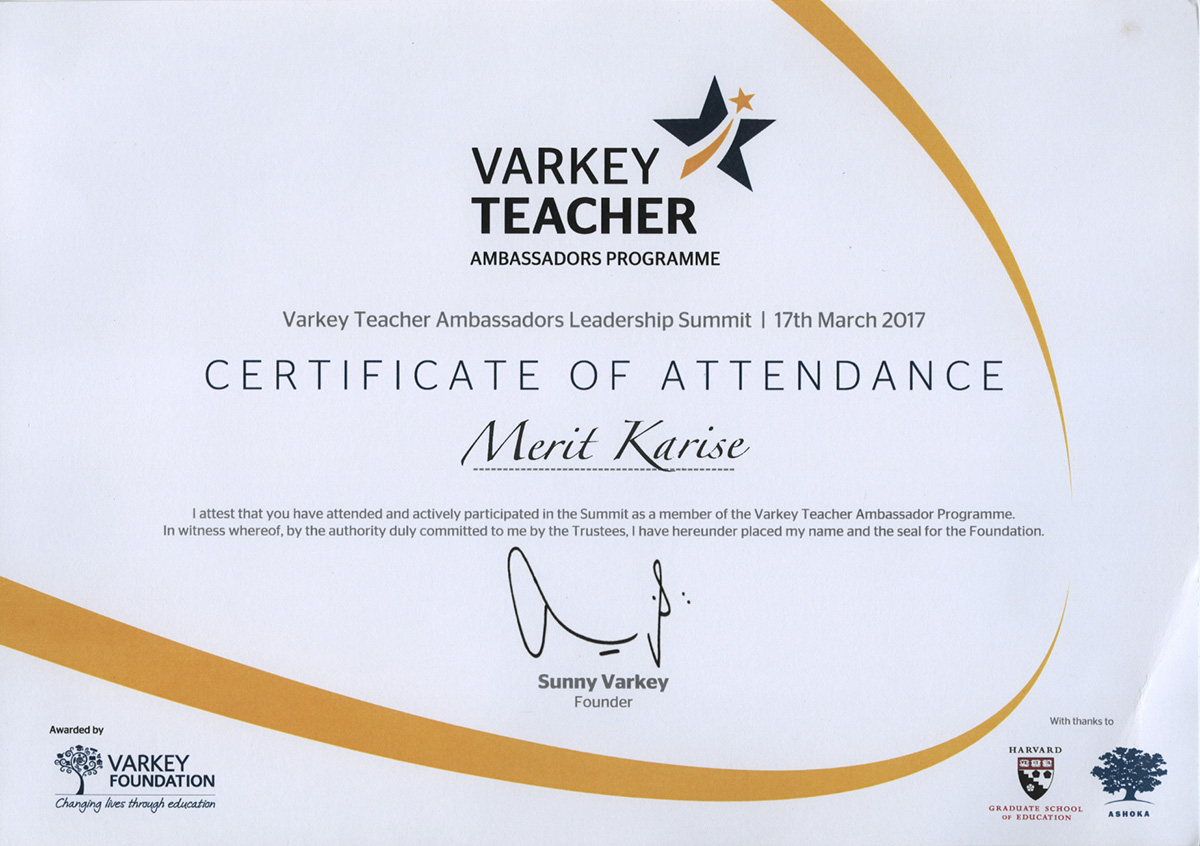 VARKEY
TEACHER
AMBASSADORS PROGRAMME
Varkey Teacher Ambassadors Leadership Summit | 17th March 2017
CERTIFICATE OF ATTENDANCE
Merit Karise
I attest that you have attended and actively participated in the Summit as a member of the Varkey Teacher Ambassador Programme.
In witness whereof, by the authority duly committed to me by the Trustees, I have hereunder placed my name and the seal for the Foundation.
Sunny Varkey
Founder
Awarded by
VARKEY
FOUNDATION
Changing lives through education
With thanks to
HARVARD
GRADUATE SCHOOL
OF EDUCATION
ASHOKA